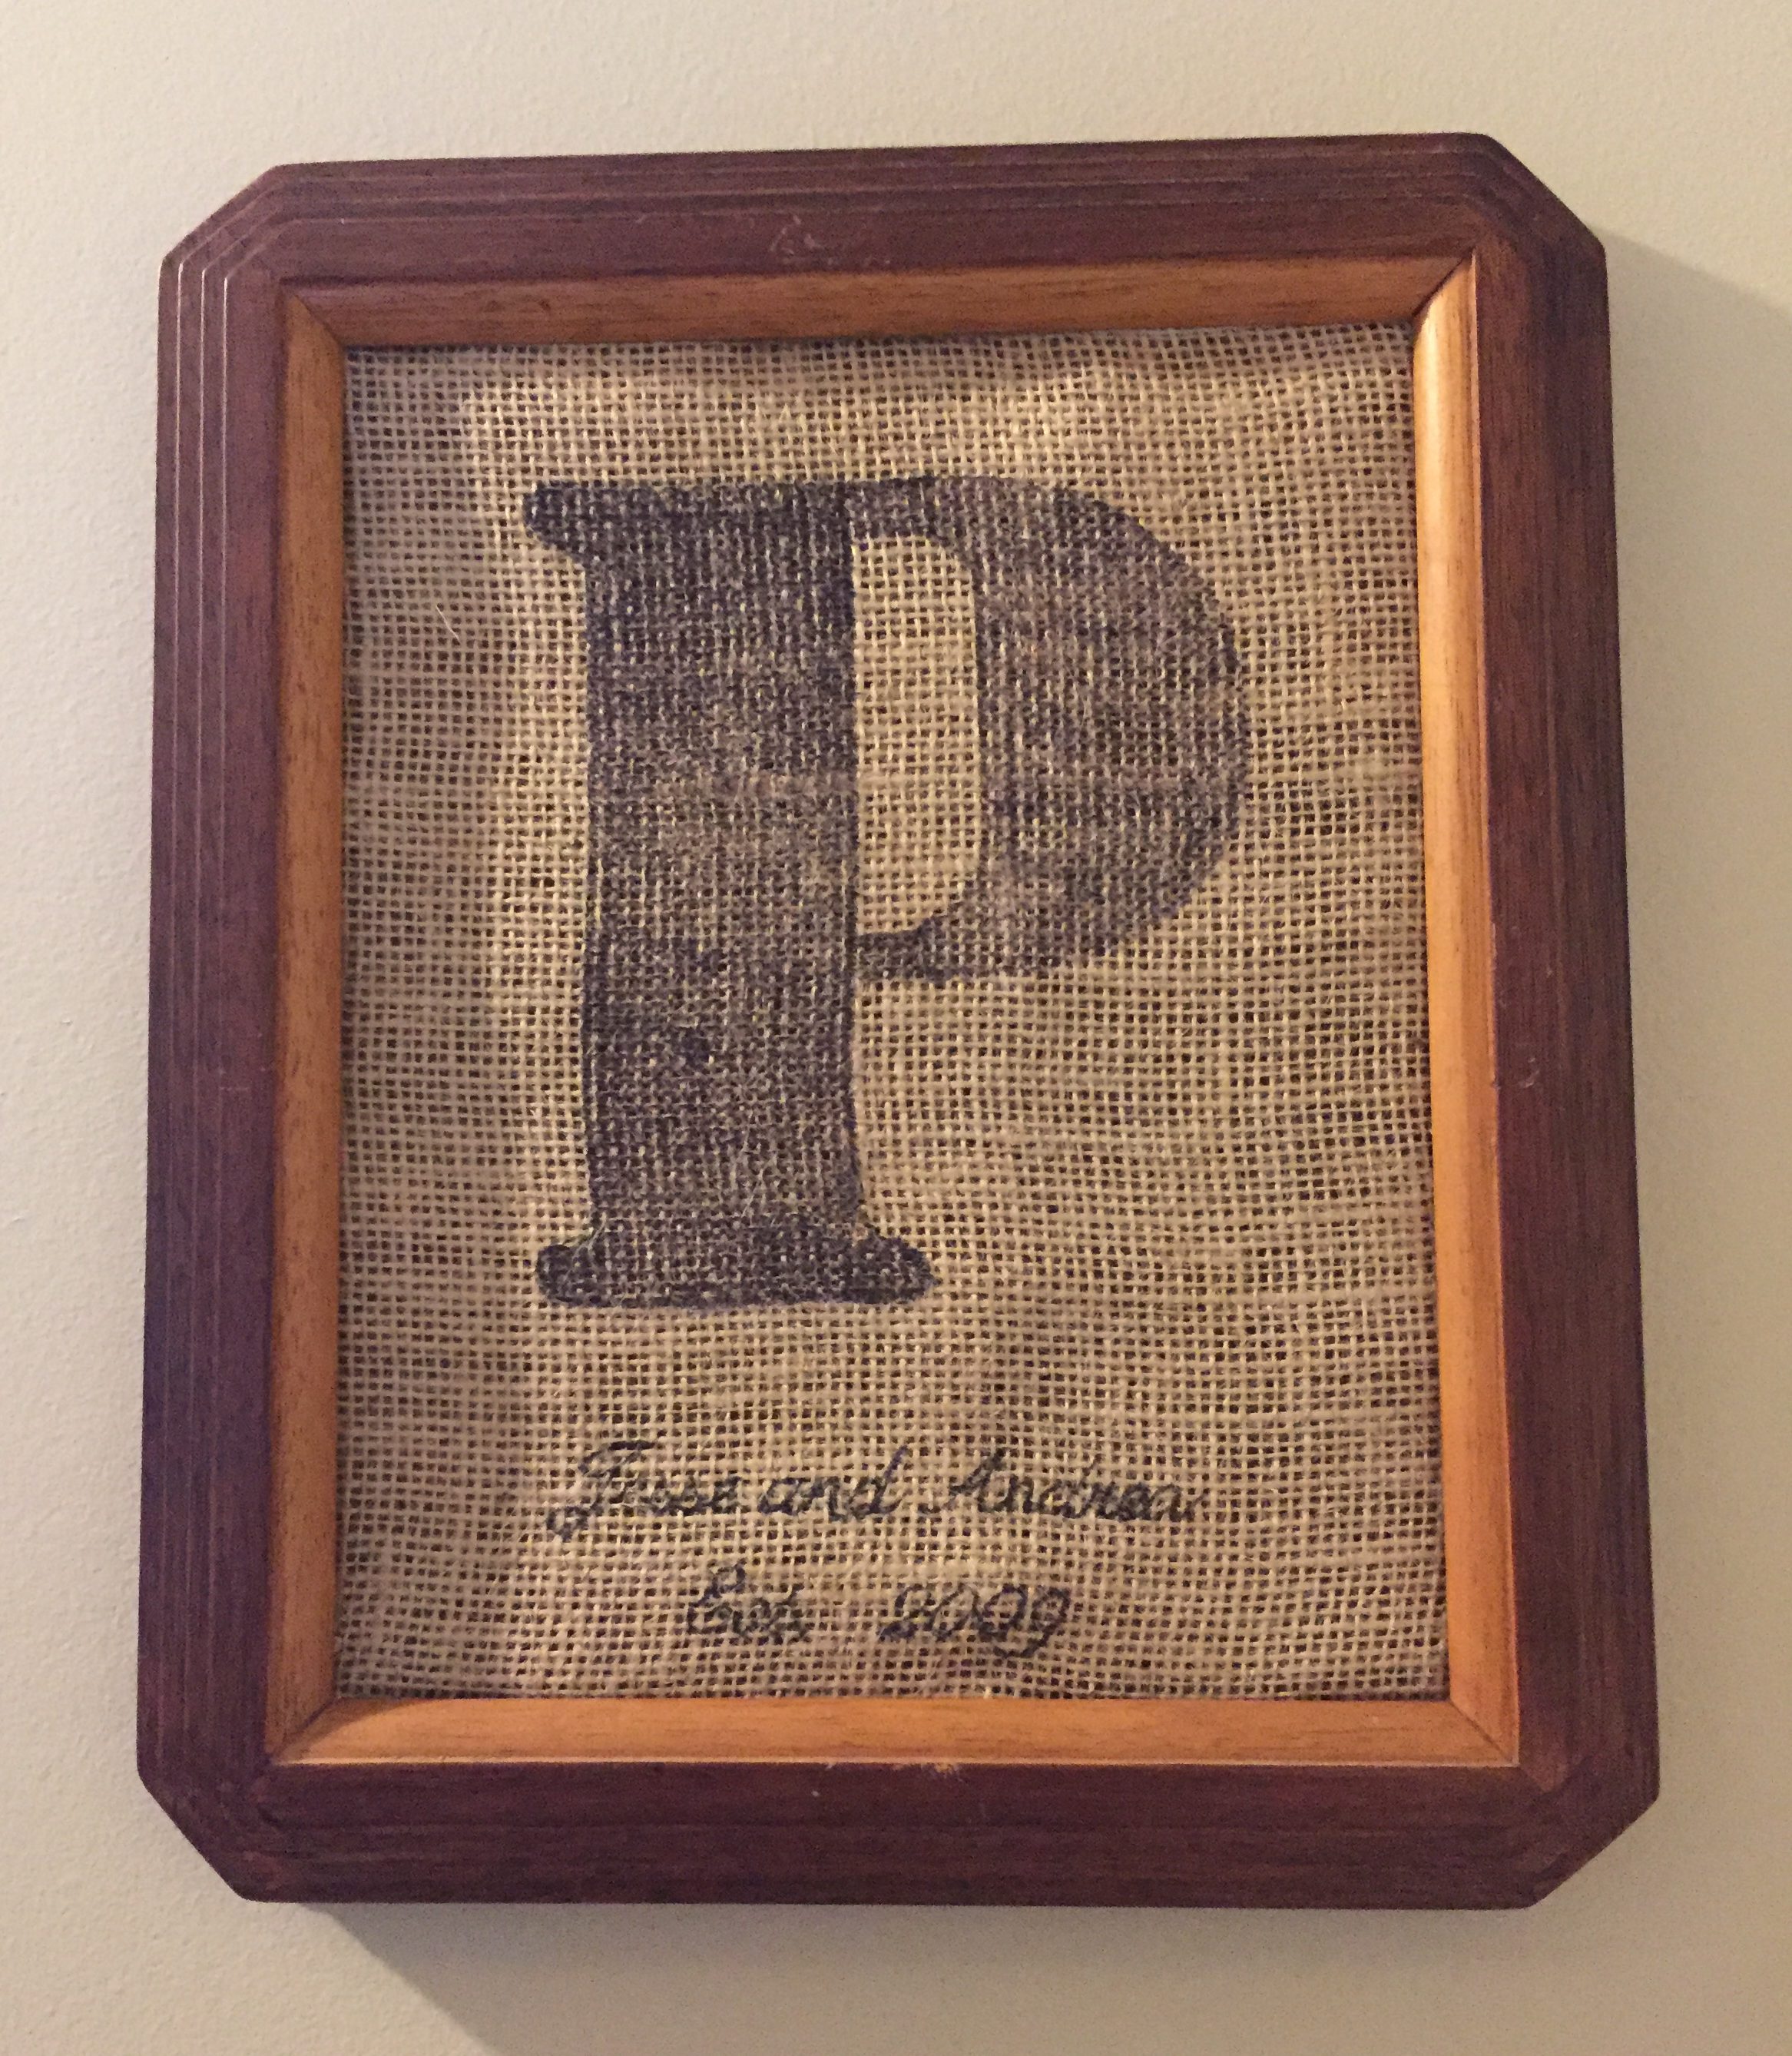 P
Jesse and Andrea
Est. 2009